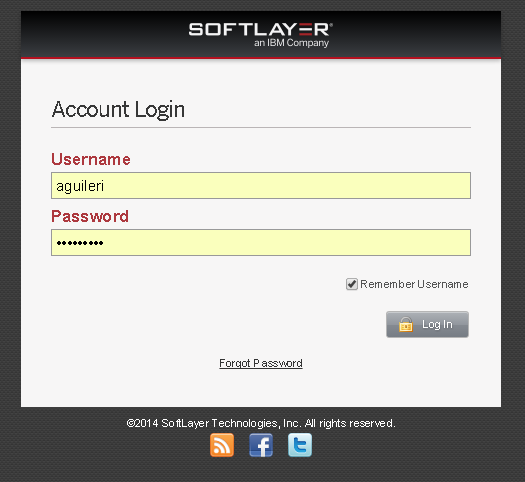 SOFTLAYER®
an IBM Company
Account Login
Username
aguileri
Password
•••••••••
Remember Username
Log In
Forgot Password
©2014 SoftLayer Technologies, Inc. All rights reserved.